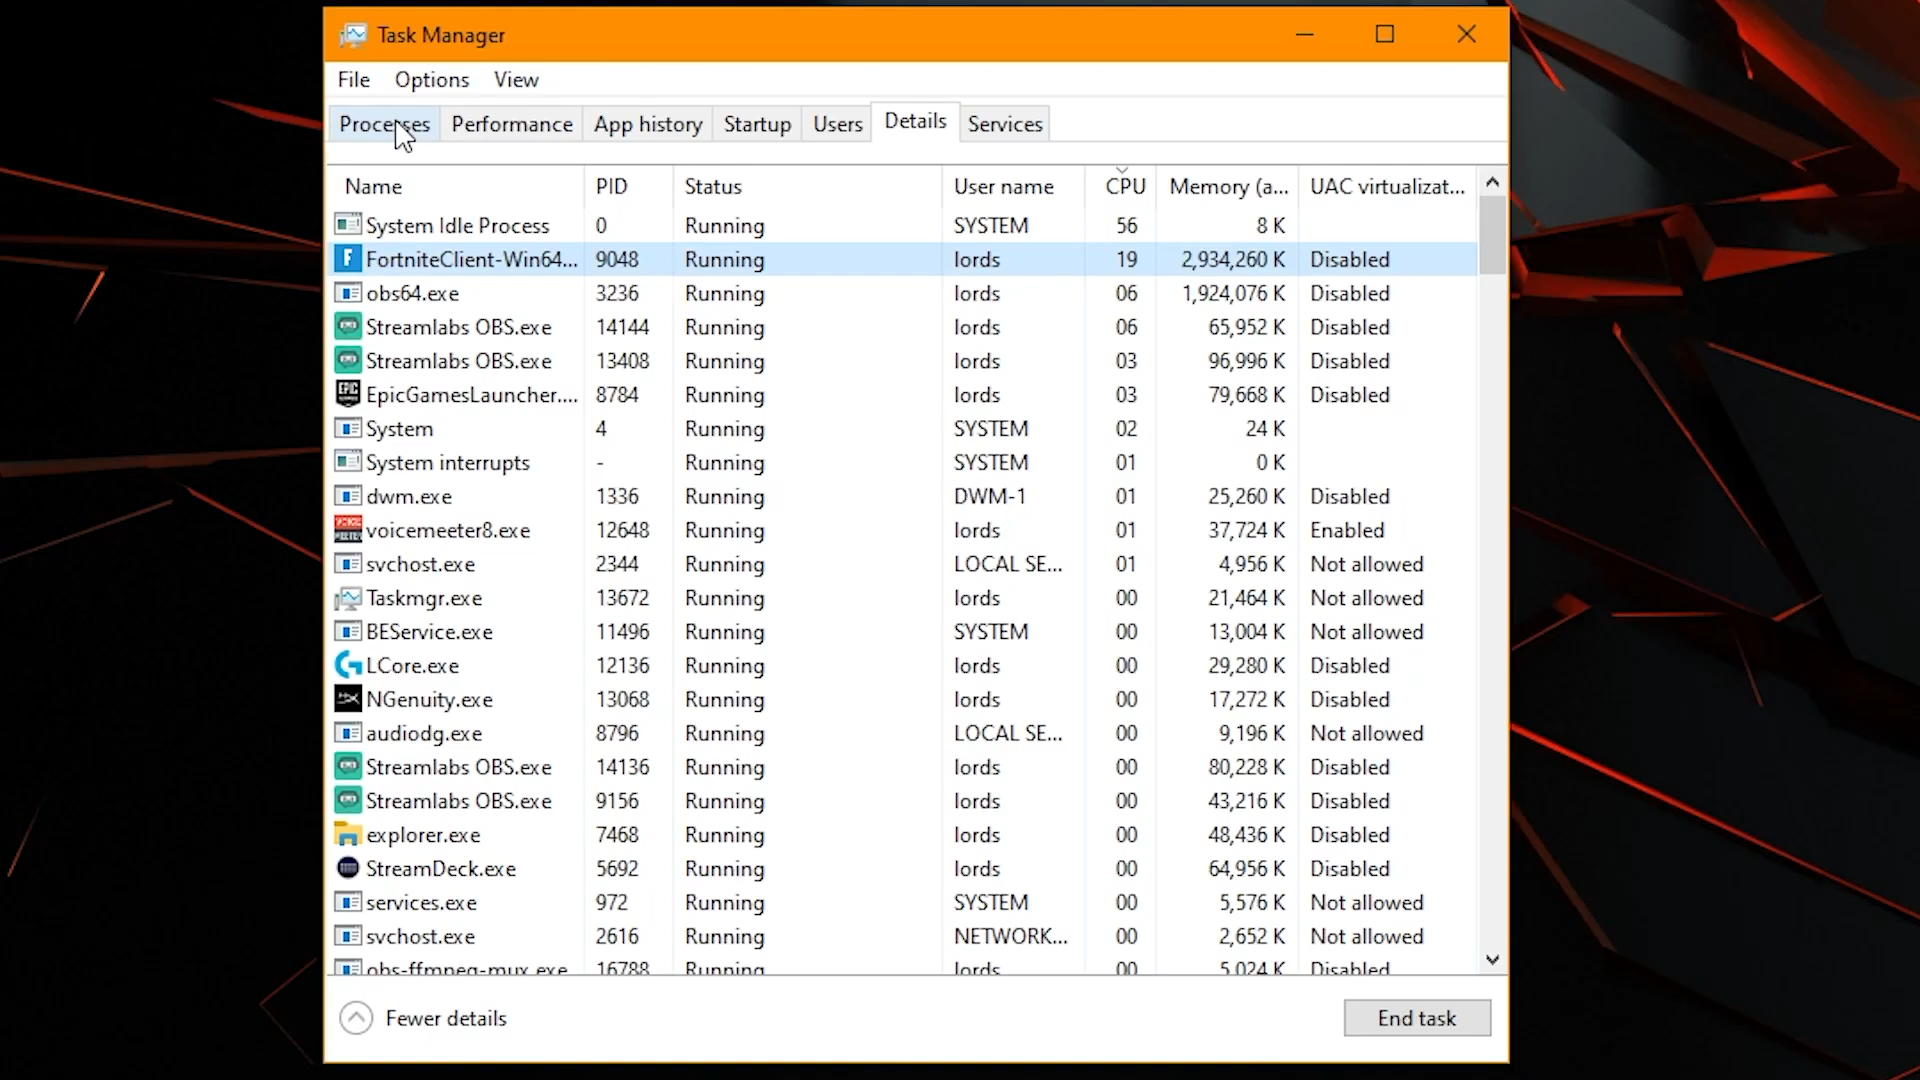 Task Manager
File Options View
Processes Performance App history Startup Users Details Services
Name PID Status User name CPU Memory (a... UAC virtualizat...
System Idle Process 0 Running SYSTEM 56 8 K
FortniteClient-Win64... 9048 Running lords 19 2,934,260 K Disabled
obs64.exe 3236 Running lords 06 1,924,076 K Disabled
Streamlabs OBS.exe 14144 Running lords 06 65,952 K Disabled
Streamlabs OBS.exe 13408 Running lords 03 96,996 K Disabled
EpicGamesLauncher.... 8784 Running lords 03 79,668 K Disabled
System 4 Running SYSTEM 02 24 K
System interrupts - Running SYSTEM 01 0 K
dwm.exe 1336 Running DWM-1 01 25,260 K Disabled
voicemeeter8.exe 12648 Running lords 01 37,724 K Enabled
svchost.exe 2344 Running LOCAL SE... 01 4,956 K Not allowed
Taskmgr.exe 13672 Running lords 00 21,464 K Not allowed
BEService.exe 11496 Running SYSTEM 00 13,004 K Not allowed
LCore.exe 12136 Running lords 00 29,280 K Disabled
NGenuity.exe 13068 Running lords 00 17,272 K Disabled
audiodg.exe 8796 Running LOCAL SE... 00 9,196 K Not allowed
Streamlabs OBS.exe 14136 Running lords 00 80,228 K Disabled
Streamlabs OBS.exe 9156 Running lords 00 43,216 K Disabled
explorer.exe 7468 Running lords 00 48,436 K Disabled
StreamDeck.exe 5692 Running lords 00 64,956 K Disabled
services.exe 972 Running SYSTEM 00 5,576 K Not allowed
svchost.exe 2616 Running NETWORK... 00 2,652 K Not allowed
obs-ffmpeg-mux.exe 16788 Running lords 00 5,024 K Disabled
Fewer details End task